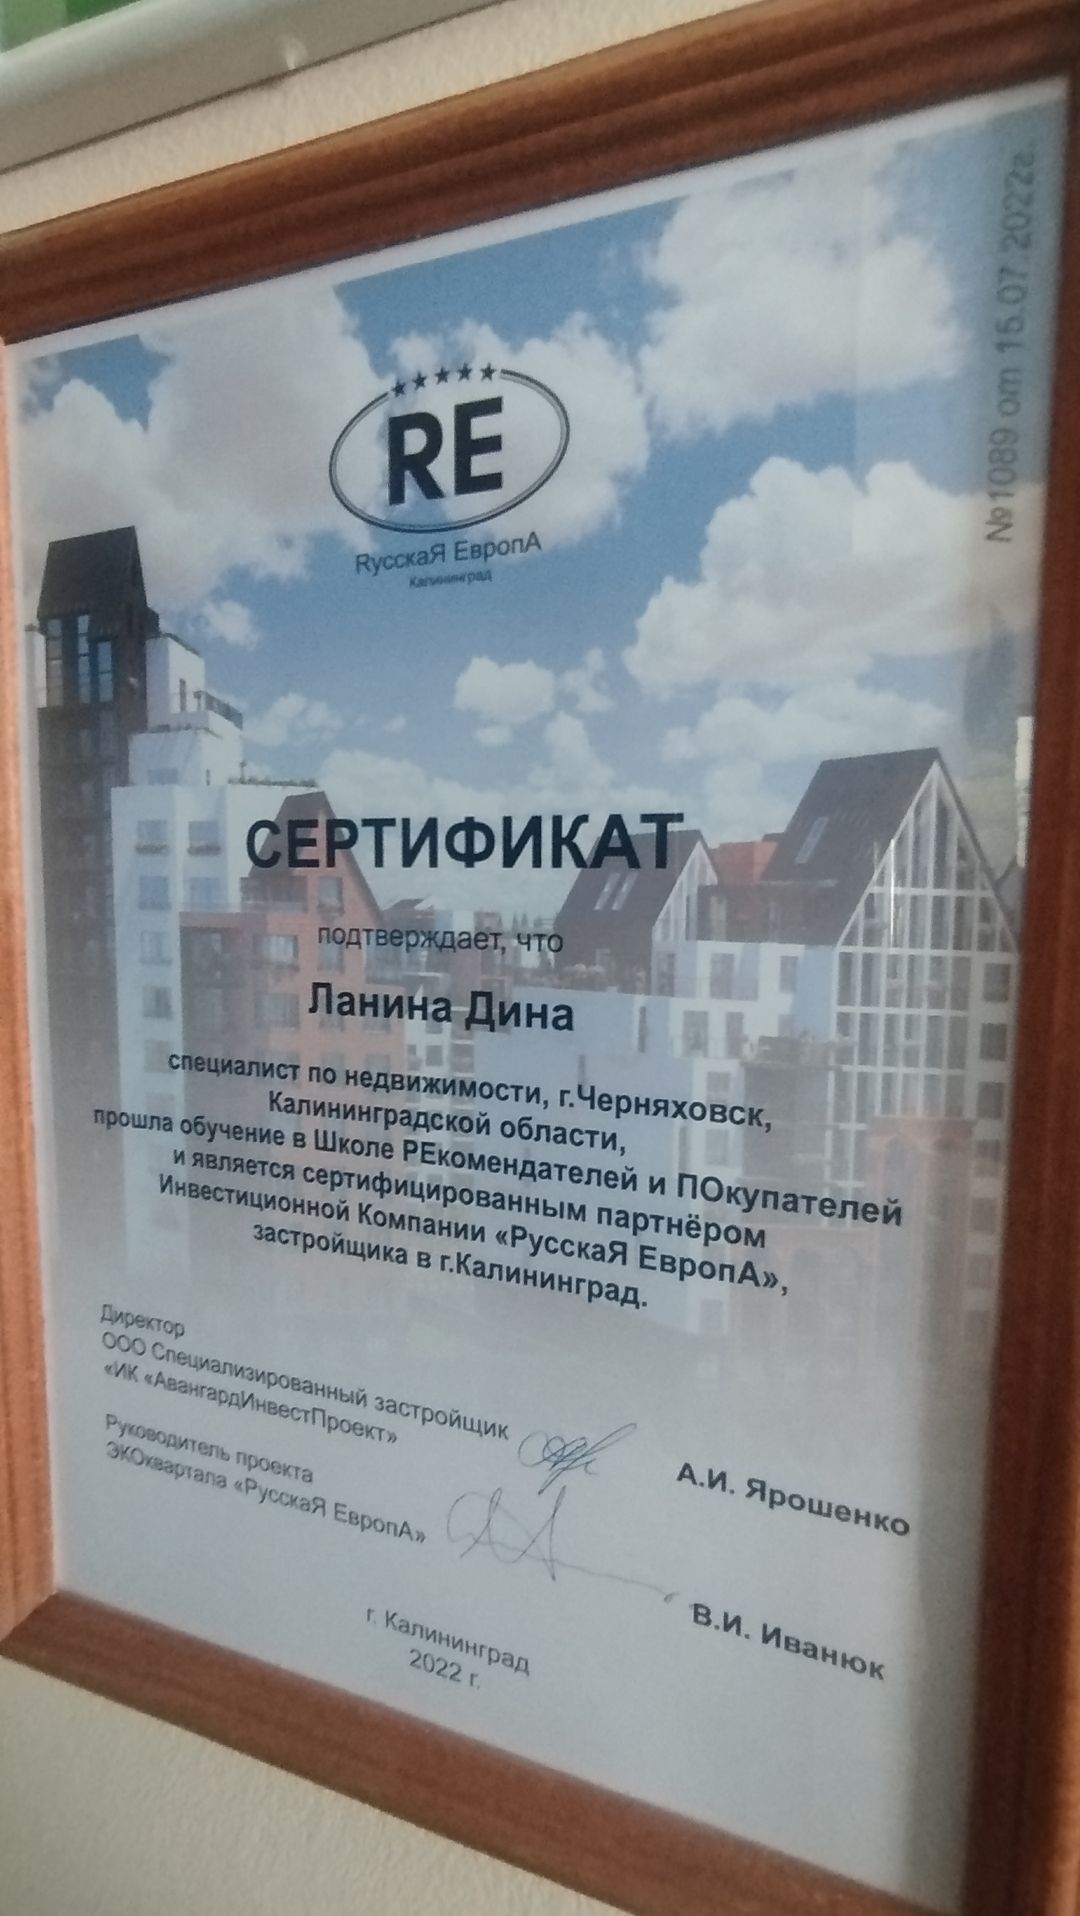 №1089 от 15.07.2022г.
RE
RусскаЯ ЕвропА
Калининград
СЕРТИФИКАТ
подтверждает, что
Ланина Дина
специалист по недвижимости, г.Черняховск,
Калининградской области,
прошла обучение в Школе РЕкомендателей и ПОкупателей
и является сертифицированным партнёром
Инвестиционной Компании «РусскаЯ ЕвропА»,
застройщика в г.Калининград.
Директор
ООО Специализированный застройщик
«ИК «АвангардИнвестПроект»
А.И. Ярошенко
Руководитель проекта
ЭКОквартала «РусскаЯ ЕвропА»
В.И. Иванюк
г. Калининград
2022 г.